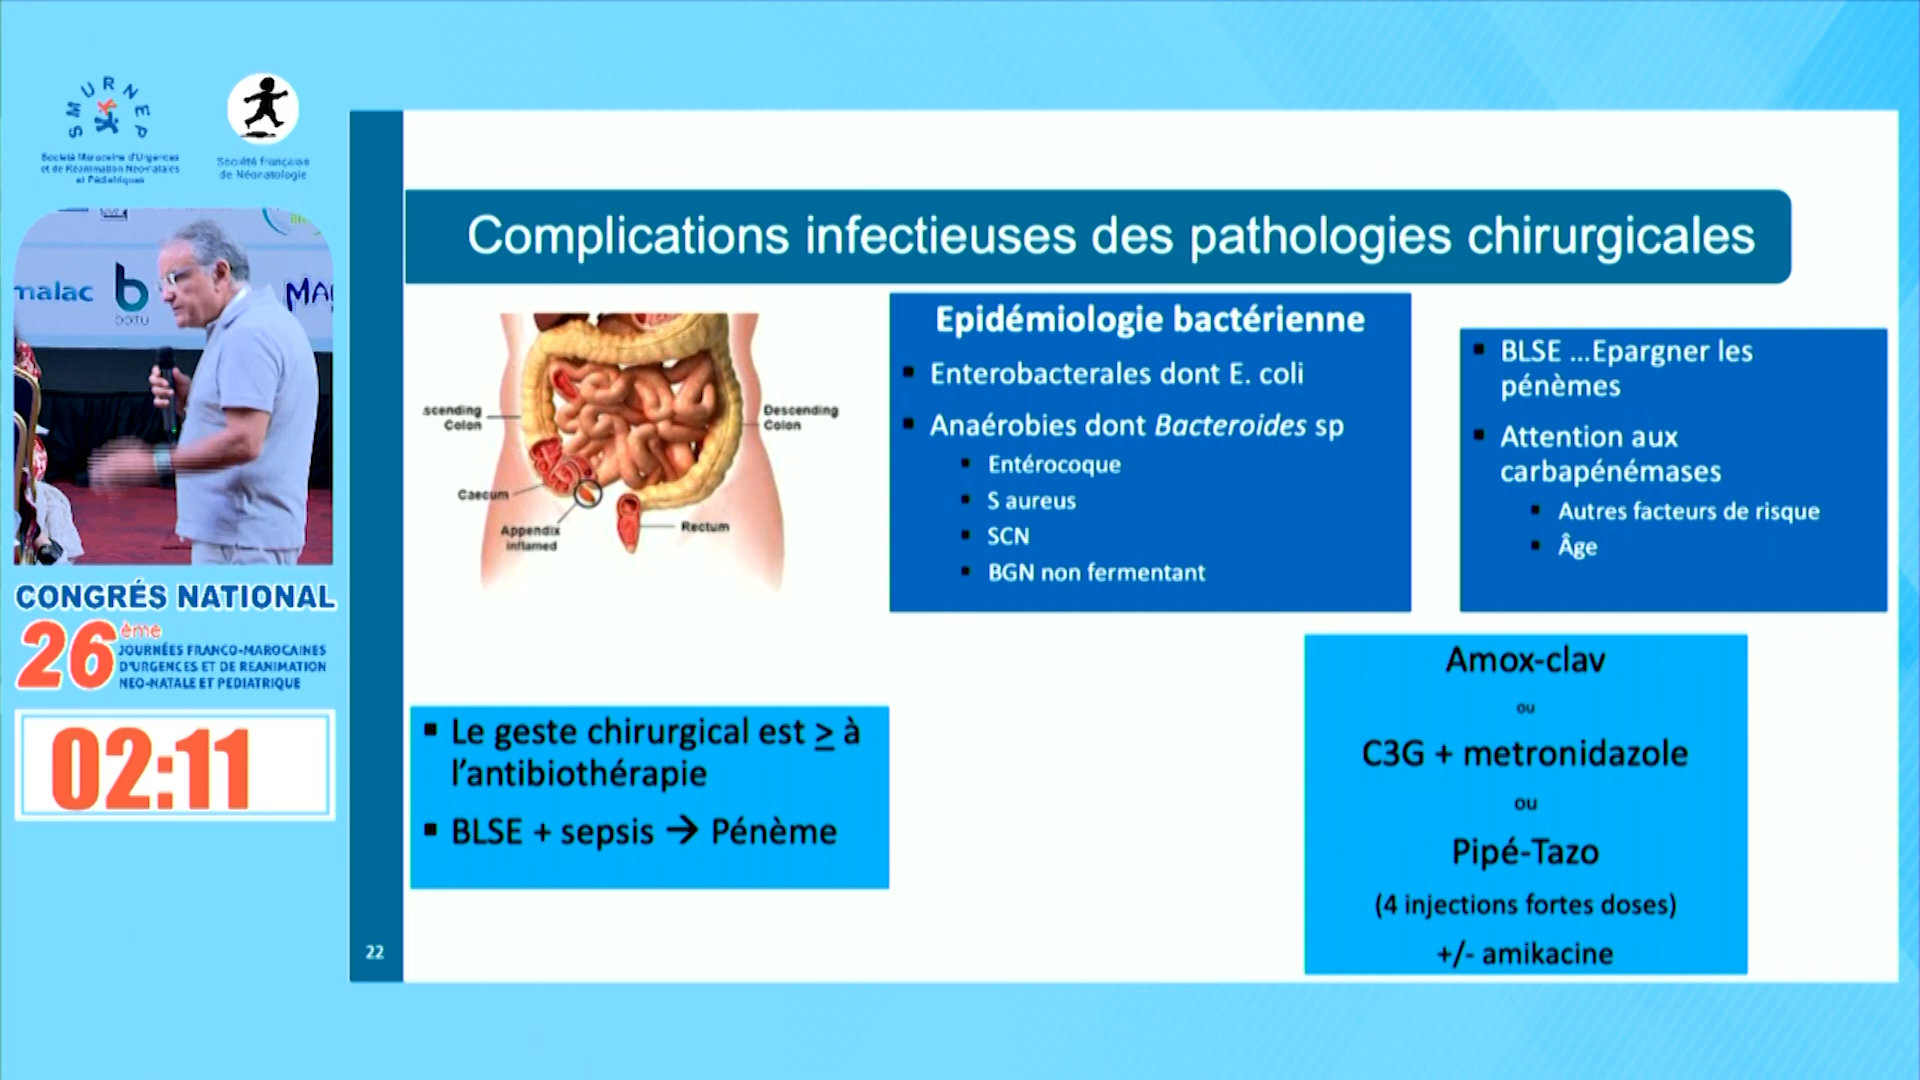 SMURNEP
Société Marocaine d'Urgences
et de Réanimation Néo-natales
et Pédiatriques
Société française
de Néonatologie
malac
b
MA
CONGRÉS NATIONAL
26ème
JOURNÉES FRANCO-MAROCAINES
D'URGENCES ET DE REANIMATION
NEO-NATALE ET PEDIATRIQUE
02:11
Complications infectieuses des pathologies chirurgicales
scending
Colon
Descending
Colon
Caecum
Appendix
inflamed
Rectum
Epidémiologie bactérienne
▪ Enterobacterales dont E. coli
▪ Anaérobies dont Bacteroides sp
▪ Entérocoque
▪ S aureus
▪ SCN
▪ BGN non fermentant
▪ BLSE ...Epargner les
pénèmes
▪ Attention aux
carbapénémases
▪ Autres facteurs de risque
▪ Âge
▪ Le geste chirurgical est ≥ à
l'antibiothérapie
▪ BLSE + sepsis → Pénème
Amox-clav
ou
C3G + metronidazole
ou
Pipé-Tazo
(4 injections fortes doses)
+/- amikacine
22